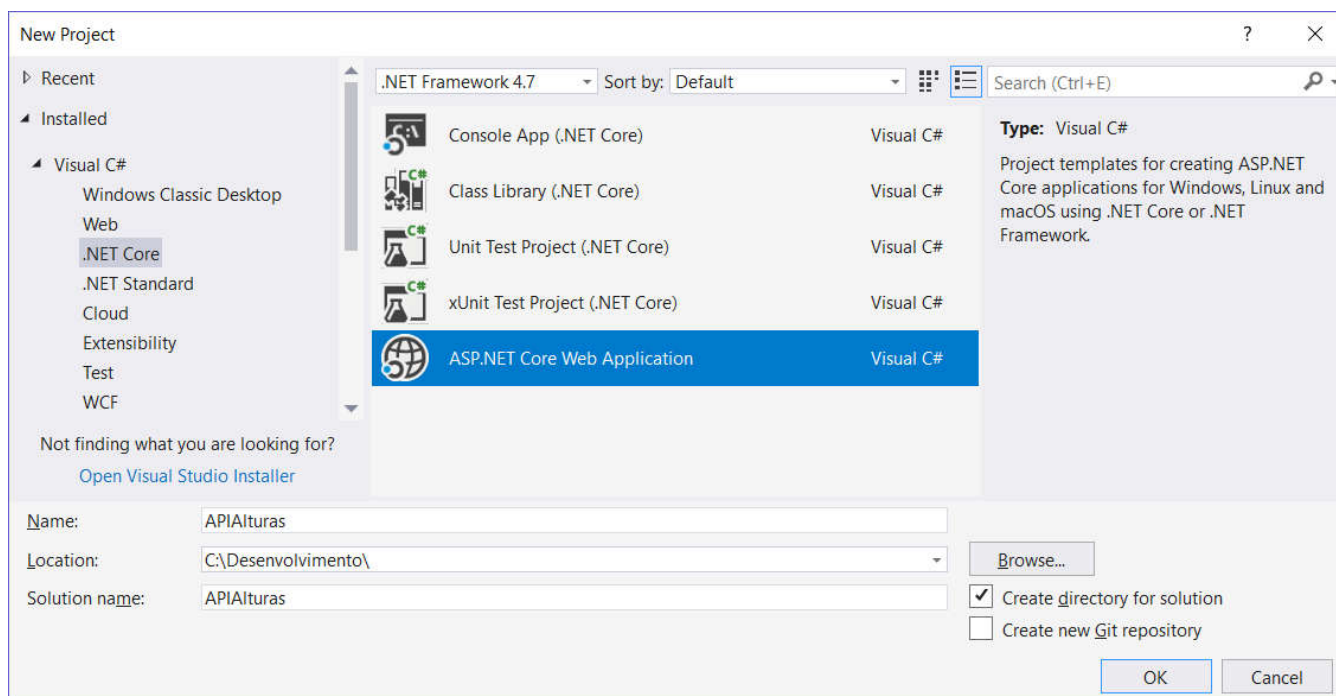 New Project
?
Recent
Installed
Visual C#
Windows Classic Desktop
Web
.NET Core
.NET Standard
Cloud
Extensibility
Test
WCF
Not finding what you are looking for?
Open Visual Studio Installer
.NET Framework 4.7 Sort by: Default
Console App (.NET Core) Visual C#
Class Library (.NET Core) Visual C#
Unit Test Project (.NET Core) Visual C#
xUnit Test Project (.NET Core) Visual C#
ASP.NET Core Web Application Visual C#
Search (Ctrl+E)
Type: Visual C#
Project templates for creating ASP.NET
Core applications for Windows, Linux and
macOS using .NET Core or .NET
Framework.
Name: APIAlturas
Location: C:\Desenvolvimento\ Browse...
Solution name: APIAlturas
Create directory for solution
Create new Git repository
OK Cancel